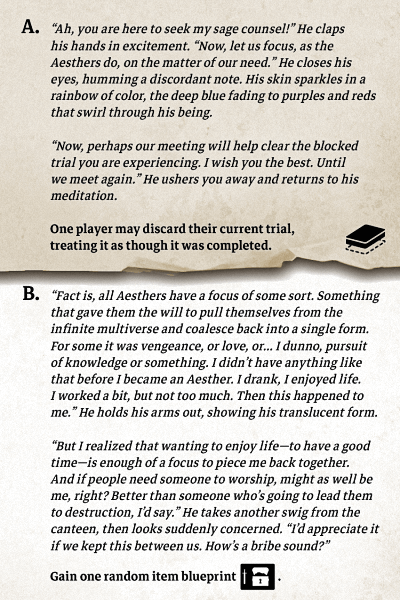 A. “Ah, you are here to seek my sage counsel!” He claps
his hands in excitement. “Now, let us focus, as the
Aesthers do, on the matter of our need.” He closes his
eyes, humming a discordant note. His skin sparkles in a
rainbow of color, the deep blue fading to purples and reds
that swirl through his being.
“Now, perhaps our meeting will help clear the blocked
trial you are experiencing. I wish you the best. Until
we meet again.” He ushers you away and returns to his
meditation.
One player may discard their current trial,
treating it as though it was completed.
B. “Fact is, all Aesthers have a focus of some sort. Something
that gave them the will to pull themselves from the
infinite multiverse and coalesce back into a single form.
For some it was vengeance, or love, or... I dunno, pursuit
of knowledge or something. I didn’t have anything like
that before I became an Aesther. I drank, I enjoyed life.
I worked a bit, but not too much. Then this happened to
me.” He holds his arms out, showing his translucent form.
“But I realized that wanting to enjoy life—to have a good
time—is enough of a focus to piece me back together.
And if people need someone to worship, might as well be
me, right? Better than someone who’s going to lead them
to destruction, I’d say.” He takes another swig from the
canteen, then looks suddenly concerned. “I’d appreciate it
if we kept this between us. How’s a bribe sound?”
Gain one random item blueprint .